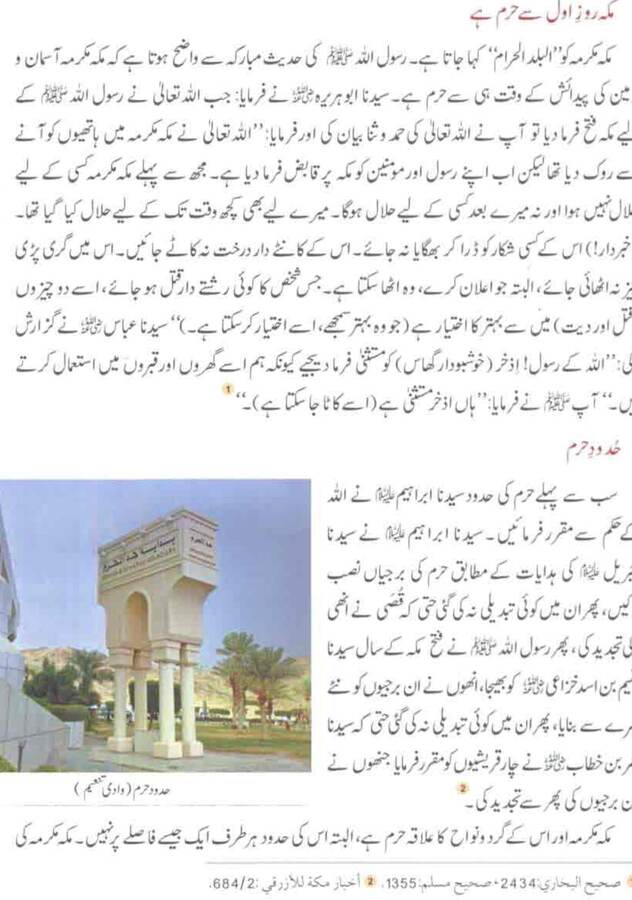 مکہ روزِ اول سے حرم ہے
مکہ مکرمہ کو ’’البلد الحرام‘‘ کہا جاتا ہے۔ رسول اللہ ﷺ کی حدیث مبارکہ سے واضح ہوتا ہے کہ مکہ مکرمہ آسمان و
مین کی پیدائش کے وقت ہی سے حرم ہے۔ سیدنا ابوہریرہ رضی اللہ عنہ نے فرمایا: جب اللہ تعالیٰ نے رسول اللہ ﷺ کے
لیے مکہ فتح فرما دیا تو آپ نے اللہ تعالیٰ کی حمد و ثنا بیان کی اور فرمایا: ’’اللہ تعالیٰ نے مکہ مکرمہ میں ہاتھیوں کو آنے
سے روک دیا تھا لیکن اب اپنے رسول اور مومنین کو مکہ پر قابض فرما دیا ہے۔ مجھ سے پہلے مکہ مکرمہ کسی کے لیے
لال نہیں ہوا اور نہ میرے بعد کسی کے لیے حلال ہوگا۔ میرے لیے بھی کچھ وقت تک کے لیے حلال کیا گیا تھا۔
خبردار!) اس کے کسی شکار کو ڈرا کر بھگایا نہ جائے۔ اس کے کانٹے دار درخت نہ کاٹے جائیں۔ اس میں گری پڑی
یز نہ اٹھائی جائے، البتہ جو اعلان کرے، وہ اٹھا سکتا ہے۔ جس شخص کا کوئی رشتے دار قتل ہو جائے، اسے دو چیزوں
قتل اور دیت) میں سے بہتر کا اختیار ہے (جو وہ بہتر سمجھے، اسے اختیار کر سکتا ہے۔)‘‘ سیدنا عباس رضی اللہ عنہ نے گزارش
کی: ’’اللہ کے رسول! اِذخر (خوشبودار گھاس) کو مستثنیٰ فرما دیجیے کیونکہ ہم اسے گھروں اور قبروں میں استعمال کرتے
یں۔‘‘ آپ ﷺ نے فرمایا: ’’ہاں اذخر مستثنیٰ ہے (اسے کاٹا جا سکتا ہے)۔‘‘ 1
حُدودِ حرم
سب سے پہلے حرم کی حدود سیدنا ابراہیم علیہ السلام نے اللہ
کے حکم سے مقرر فرمائیں۔ سیدنا ابراہیم علیہ السلام نے سیدنا
بریل علیہ السلام کی ہدایات کے مطابق حرم کی برجیاں نصب
کیں، پھر ان میں کوئی تبدیلی نہ کی گئی حتی کہ قُصَی نے انھی
کی تجدید کی، پھر رسول اللہ ﷺ نے فتح مکہ کے سال سیدنا
یم بن اسد خزاعی رضی اللہ عنہ کو بھیجا، انھوں نے ان برجیوں کو نئے
رے سے بنایا، پھر ان میں کوئی تبدیلی نہ کی گئی حتی کہ سیدنا
مر بن خطاب رضی اللہ عنہ نے چار قریشیوں کو مقرر فرمایا جنھوں نے
ن برجیوں کی پھر سے تجدید کی۔ 2
حد الحرم
بداية حد الحرم
حدود حرم (وادی تنعیم)
مکہ مکرمہ اور اس کے گرد و نواح کا علاقہ حرم ہے، البتہ اس کی حدود ہر طرف ایک جیسے فاصلے پر نہیں۔ مکہ مکرمہ کی
1 صحيح البخاري:2434، صحيح مسلم:1355. 2 أخبار مكة للأزرقي:684/2.